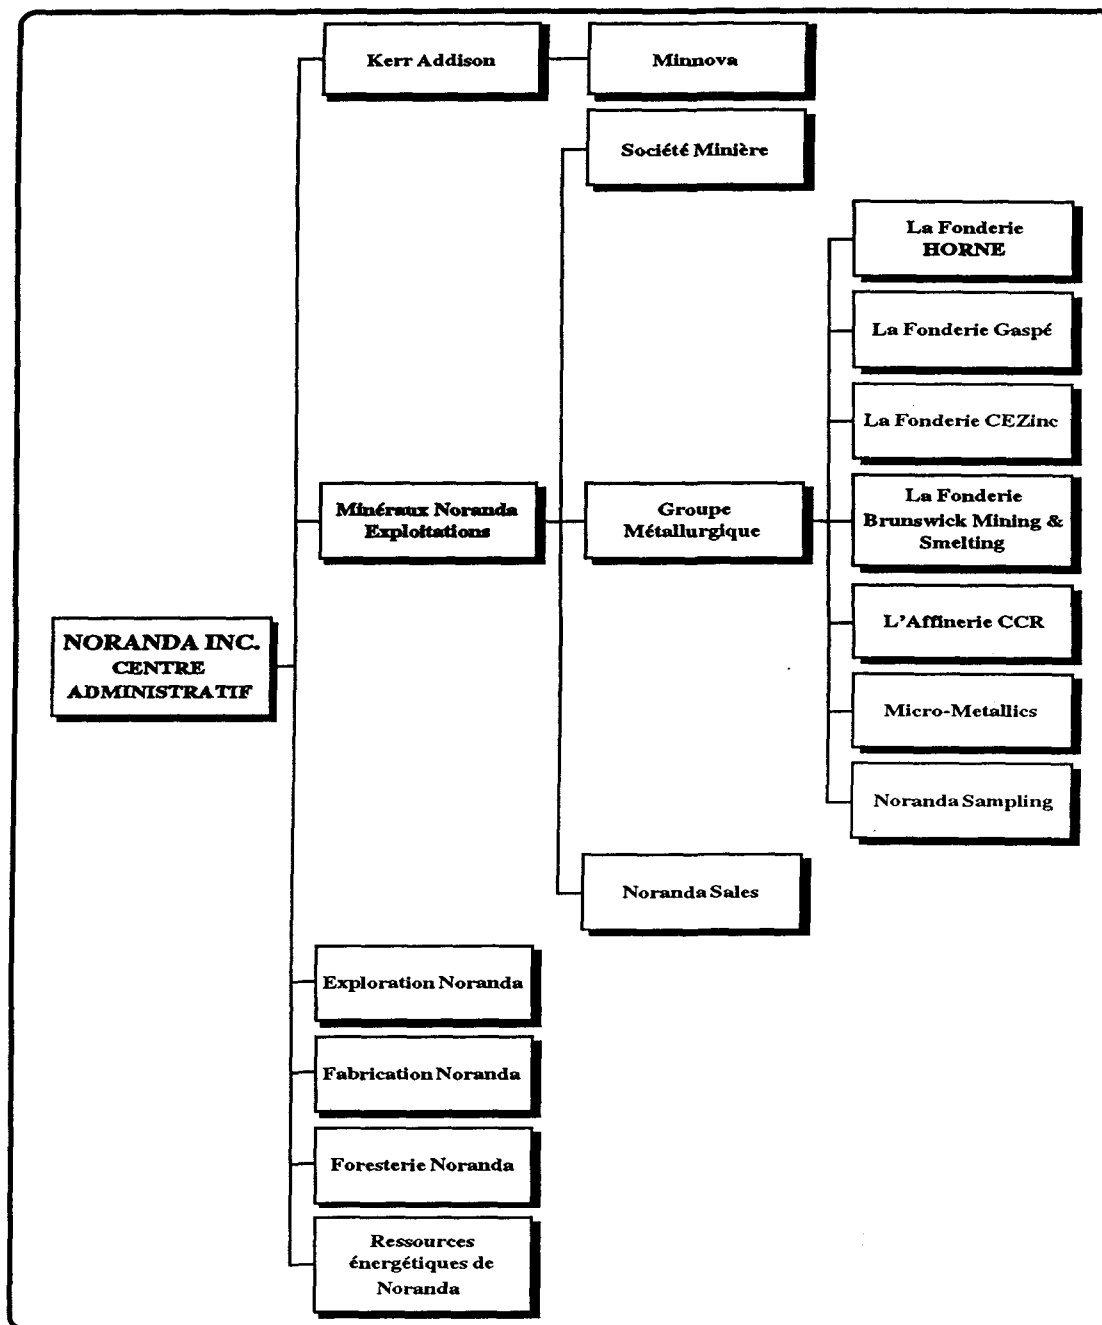 Kerr Addison
Minnova
Société Minière
La Fonderie
HORNE
La Fonderie Gaspé
La Fonderie CEZinc
Minéraux Noranda
Exploitations
Groupe
Métallurgique
La Fonderie
Brunswick Mining &
Smelting
NORANDA INC.
CENTRE
ADMINISTRATIF
L'Affinerie CCR
Micro-Metallics
Noranda Sampling
Noranda Sales
Exploration Noranda
Fabrication Noranda
Foresterie Noranda
Ressources
énergétiques de
Noranda